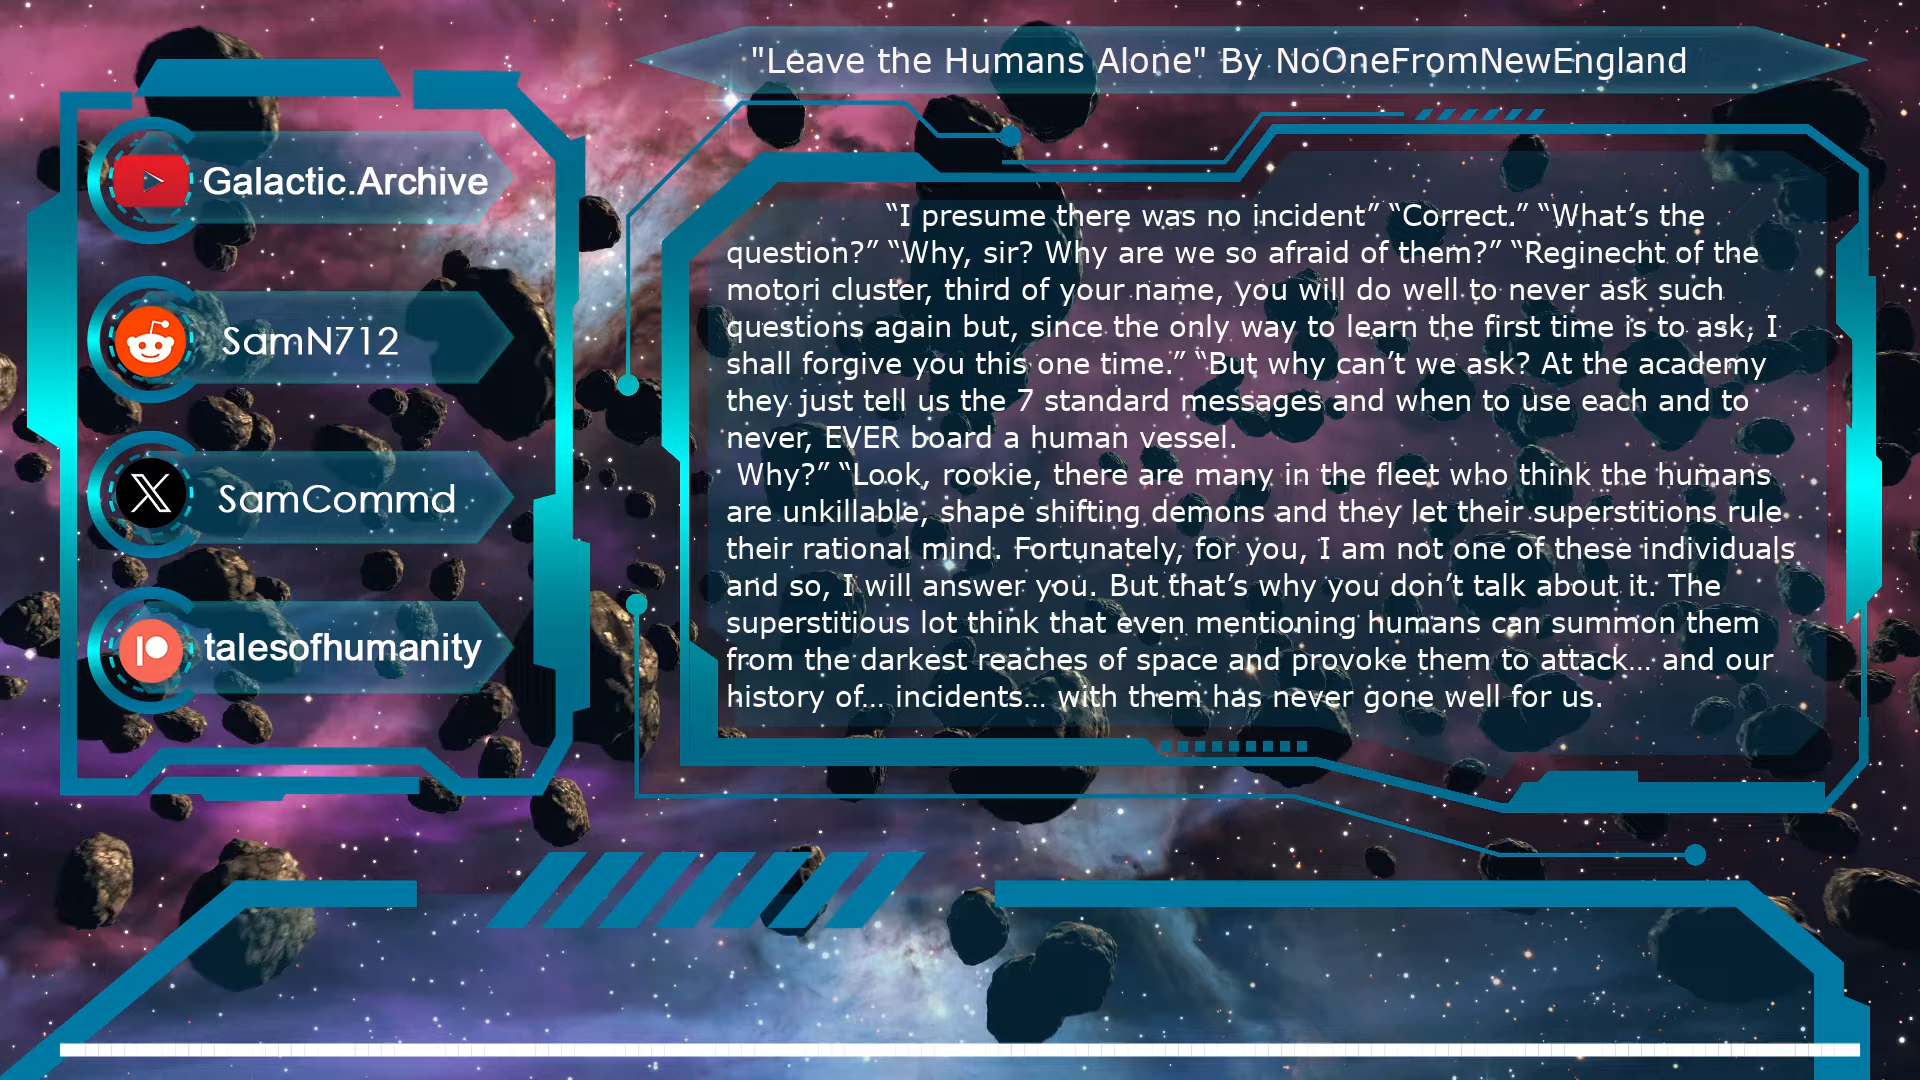 "Leave the Humans Alone" By NoOneFromNewEngland
Galactic.Archive
SamN712
SamCommd
talesofhumanity
“I presume there was no incident” “Correct.” “What’s the
question?” “Why, sir? Why are we so afraid of them?” “Reginecht of the
motori cluster, third of your name, you will do well to never ask such
questions again but, since the only way to learn the first time is to ask, I
shall forgive you this one time.” “But why can’t we ask? At the academy
they just tell us the 7 standard messages and when to use each and to
never, EVER board a human vessel.
Why?” “Look, rookie, there are many in the fleet who think the humans
are unkillable, shape shifting demons and they let their superstitions rule
their rational mind. Fortunately, for you, I am not one of these individuals
and so, I will answer you. But that’s why you don’t talk about it. The
superstitious lot think that even mentioning humans can summon them
from the darkest reaches of space and provoke them to attack… and our
history of… incidents… with them has never gone well for us.